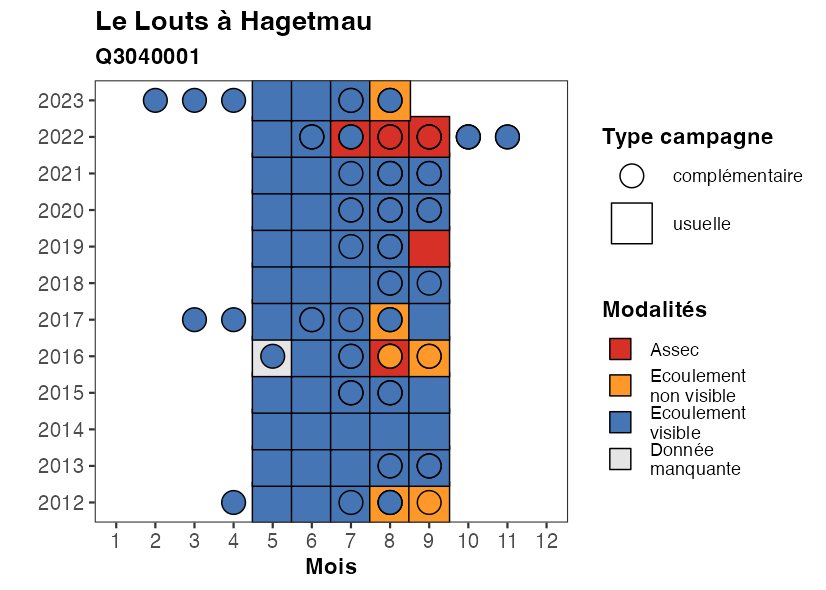 Le Louts à Hagetmau
Q3040001
2023
2022
2021
2020
2019
2018
2017
2016
2015
2014
2013
2012
1 2 3 4 5 6 7 8 9 10 11 12
Mois
Type campagne
complémentaire
usuelle
Modalités
Assec
Ecoulement
non visible
Ecoulement
visible
Donnée
manquante